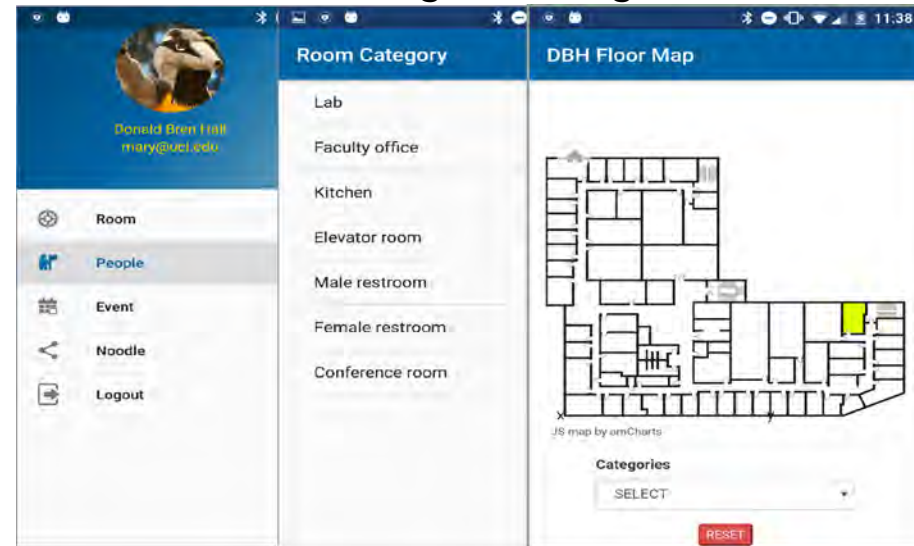 Donald Bren Hall
mary@uci.edu
Room
People
Event
Noodle
Logout
Room Category
Lab
Faculty office
Kitchen
Elevator room
Male restroom
Female restroom
Conference room
11:38
DBH Floor Map
x
y
JS map by amCharts
Categories
SELECT
RESET